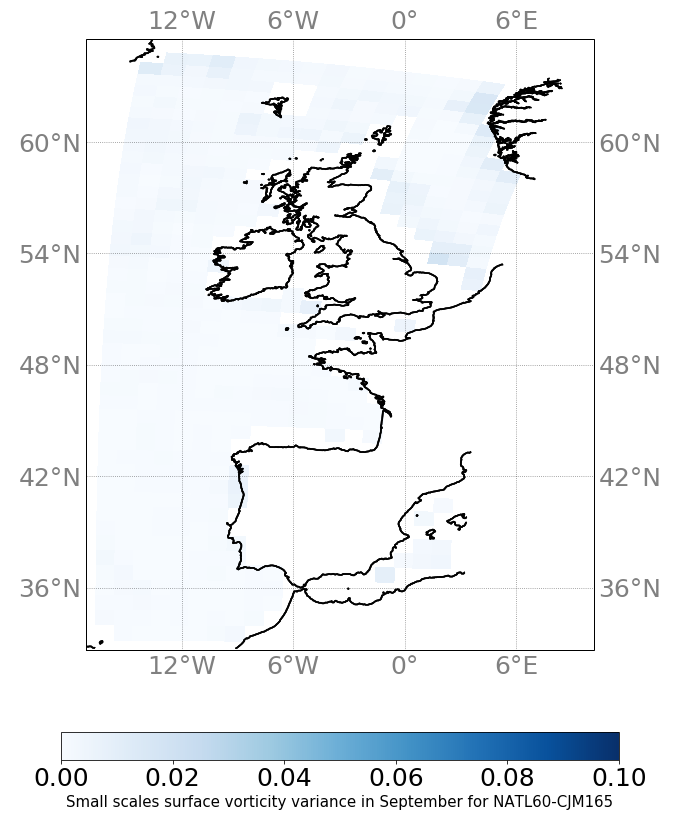 12°W 6°W 0° 6°E
60°N 60°N
54°N 54°N
48°N 48°N
42°N 42°N
36°N 36°N
12°W 6°W 0° 6°E
0.00 0.02 0.04 0.06 0.08 0.10
Small scales surface vorticity variance in September for NATL60-CJM165